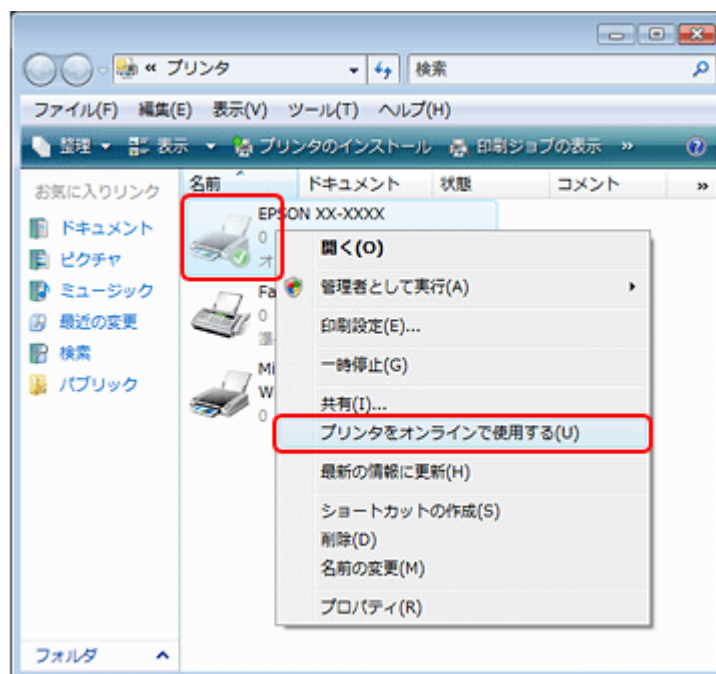 « プリンタ
検索
ファイル(F) 編集(E) 表示(V) ツール(T) ヘルプ(H)
整理 表示 プリンタのインストール 印刷ジョブの表示 »
お気に入りリンク
ドキュメント
ピクチャ
ミュージック
最近の変更
検索
パブリック
フォルダ
名前 ドキュメント 状態 コメント »
EPSON XX-XXXX
0
オ
Fa
0
準
Mi
W
0
開く(O)
管理者として実行(A)
印刷設定(E)...
一時停止(G)
共有(I)...
プリンタをオンラインで使用する(U)
最新の情報に更新(H)
ショートカットの作成(S)
削除(D)
名前の変更(M)
プロパティ(R)